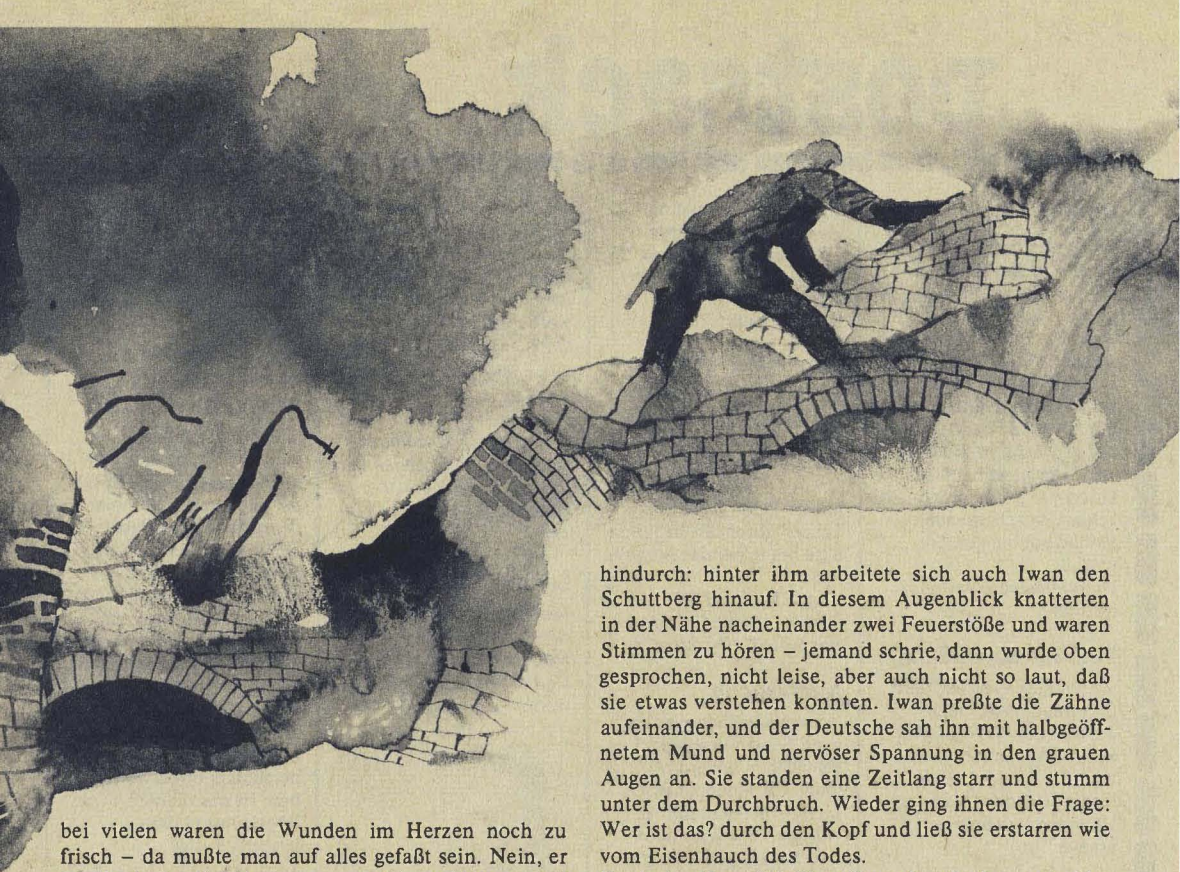 bei vielen waren die Wunden im Herzen noch zu
frisch – da mußte man auf alles gefaßt sein. Nein, er
hindurch: hinter ihm arbeitete sich auch Iwan den
Schuttberg hinauf. In diesem Augenblick knatterten
in der Nähe nacheinander zwei Feuerstöße und waren
Stimmen zu hören – jemand schrie, dann wurde oben
gesprochen, nicht leise, aber auch nicht so laut, daß
sie etwas verstehen konnten. Iwan preßte die Zähne
aufeinander, und der Deutsche sah ihn mit halbgeöff-
netem Mund und nervöser Spannung in den grauen
Augen an. Sie standen eine Zeitlang starr und stumm
unter dem Durchbruch. Wieder ging ihnen die Frage:
Wer ist das? durch den Kopf und ließ sie erstarren wie
vom Eisenhauch des Todes.